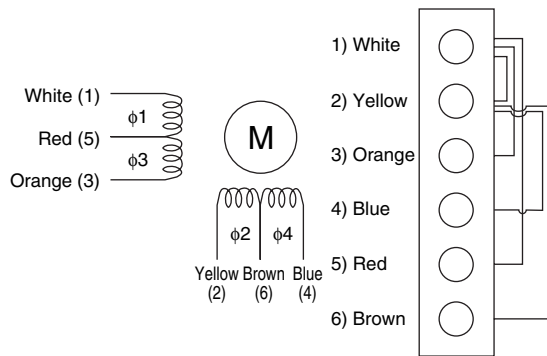 White (1)
ϕ1
Red (5)
ϕ3
Orange (3)
M
ϕ2
ϕ4
Yellow Brown Blue
(2) (6) (4)
1) White
2) Yellow
3) Orange
4) Blue
5) Red
6) Brown